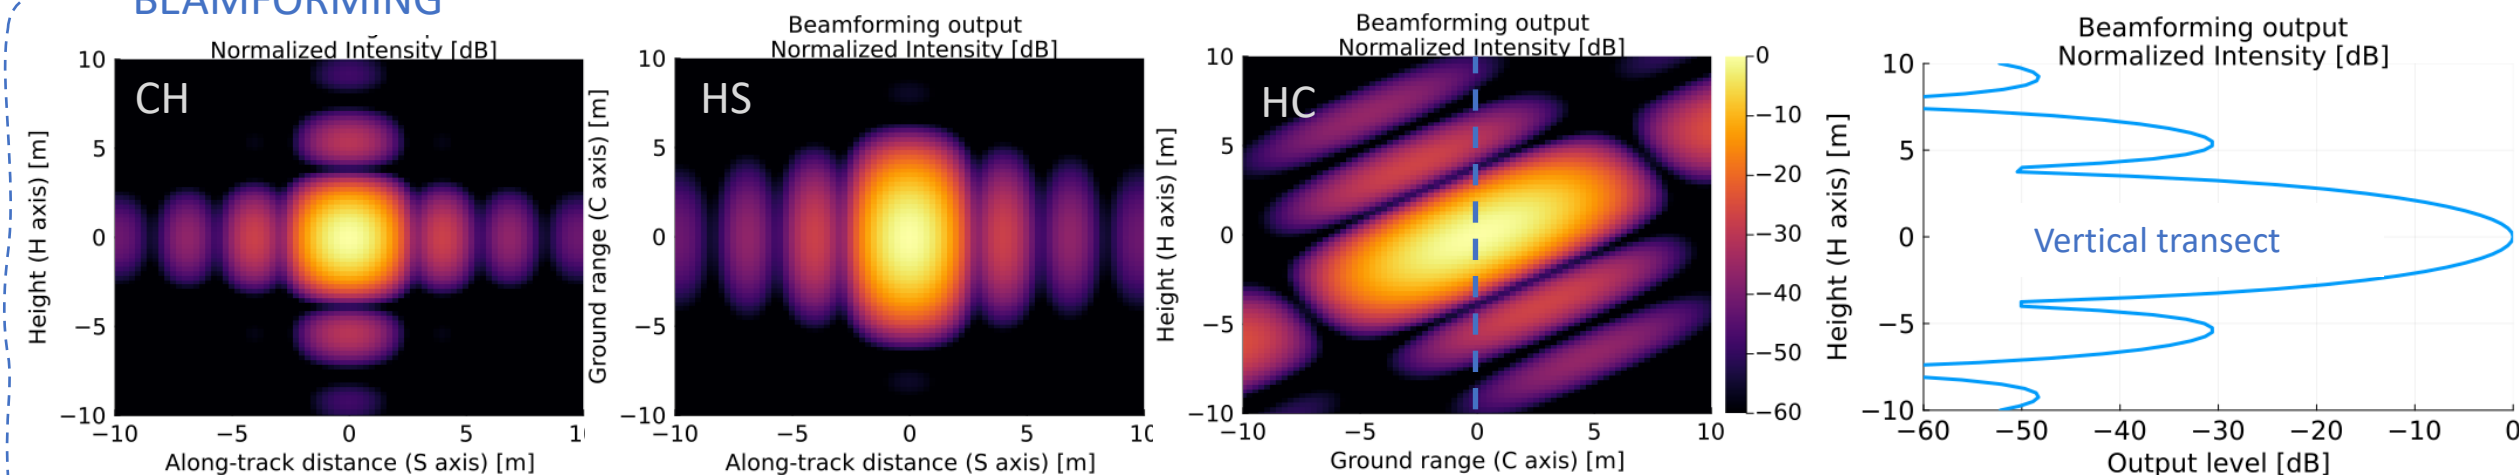 BEAMFORMING
Normalized Intensity [dB]
CH
10
5
0
−5
−10
Height (H axis) [m]
−10
−5
0
5
Along-track distance (S axis) [m]
Beamforming output
Normalized Intensity [dB]
HS
10
5
0
−5
−10
Ground range (C axis) [m]
−10
−5
0
5
10
Along-track distance (S axis) [m]
Beamforming output
Normalized Intensity [dB]
HC
10
5
0
−5
−10
Height (H axis) [m]
−10
−5
0
5
10
Ground range (C axis) [m]
0
−10
−20
−30
−40
−50
−60
Beamforming output
Normalized Intensity [dB]
10
5
0
−5
−10
Height (H axis) [m]
Vertical transect
−60
−50
−40
−30
−20
−10
0
Output level [dB]